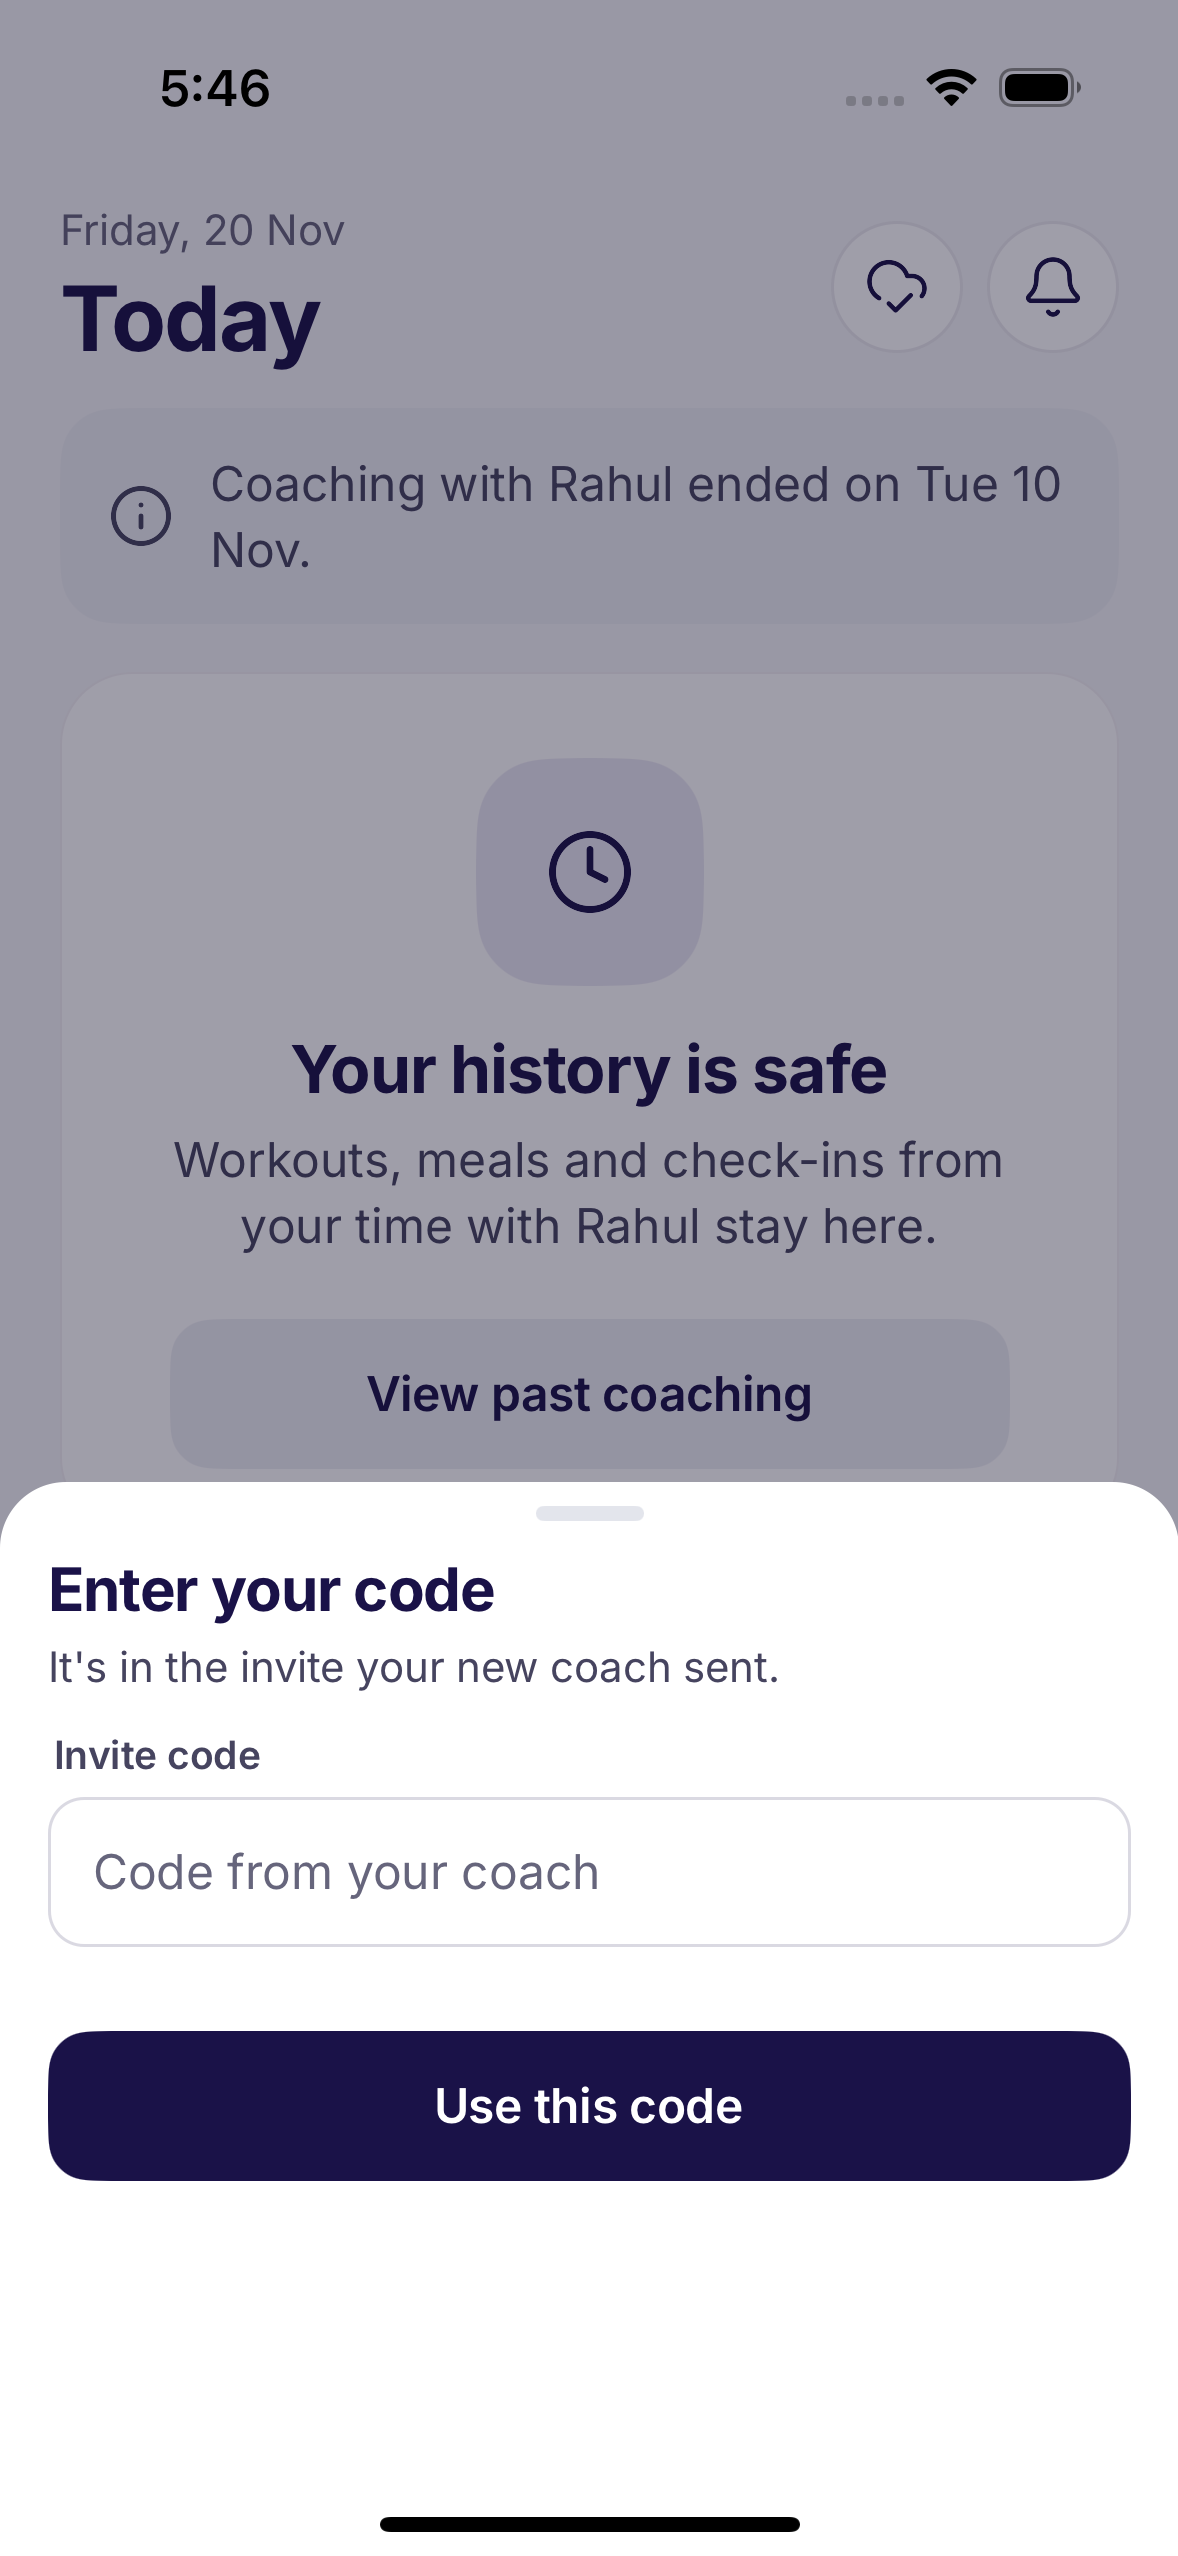 5:46
Friday, 20 Nov
Today
Coaching with Rahul ended on Tue 10
Nov.
Your history is safe
Workouts, meals and check-ins from
your time with Rahul stay here.
View past coaching
Enter your code
It's in the invite your new coach sent.
Invite code
Code from your coach
Use this code